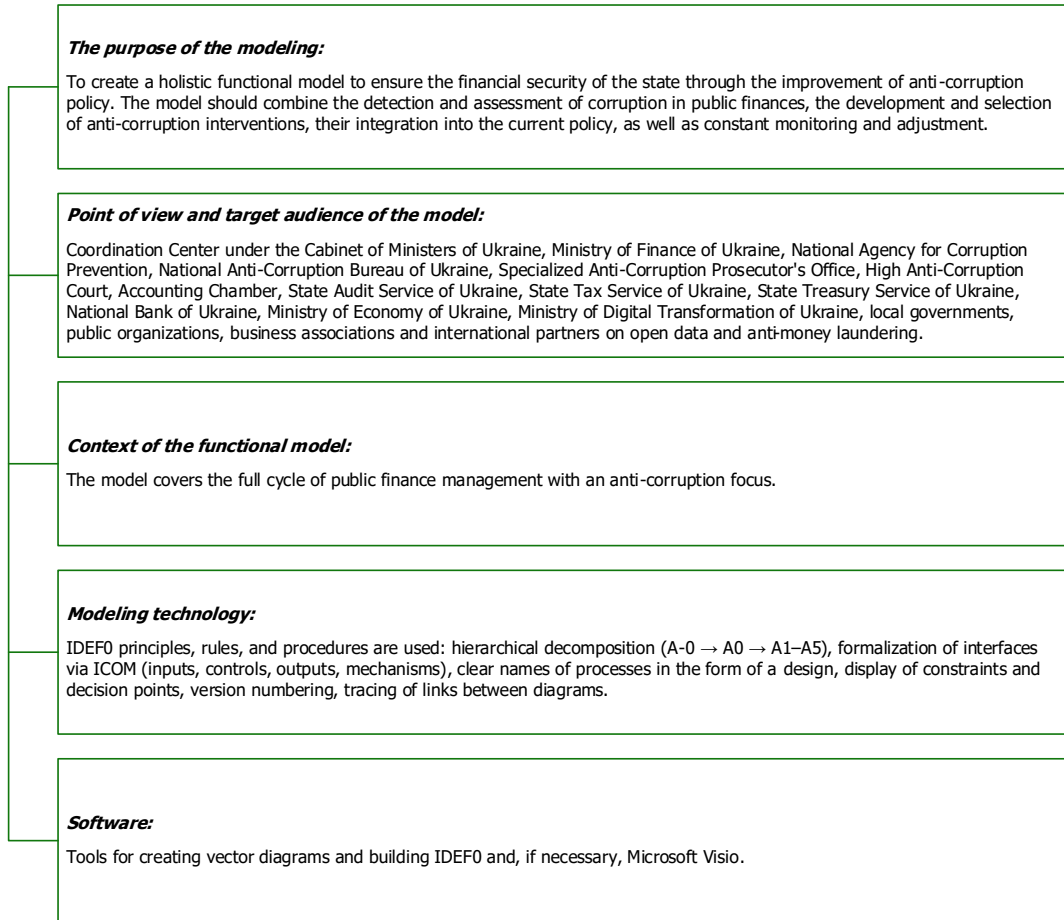 The purpose of the modeling:
To create a holistic functional model to ensure the financial security of the state through the improvement of anti-corruption
policy. The model should combine the detection and assessment of corruption in public finances, the development and selection
of anti-corruption interventions, their integration into the current policy, as well as constant monitoring and adjustment.
Point of view and target audience of the model:
Coordination Center under the Cabinet of Ministers of Ukraine, Ministry of Finance of Ukraine, National Agency for Corruption
Prevention, National Anti-Corruption Bureau of Ukraine, Specialized Anti-Corruption Prosecutor's Office, High Anti-Corruption
Court, Accounting Chamber, State Audit Service of Ukraine, State Tax Service of Ukraine, State Treasury Service of Ukraine,
National Bank of Ukraine, Ministry of Economy of Ukraine, Ministry of Digital Transformation of Ukraine, local governments,
public organizations, business associations and international partners on open data and anti-money laundering.
Context of the functional model:
The model covers the full cycle of public finance management with an anti-corruption focus.
Modeling technology:
IDEF0 principles, rules, and procedures are used: hierarchical decomposition (A-0 → A0 → A1–A5), formalization of interfaces
via ICOM (inputs, controls, outputs, mechanisms), clear names of processes in the form of a design, display of constraints and
decision points, version numbering, tracing of links between diagrams.
Software:
Tools for creating vector diagrams and building IDEF0 and, if necessary, Microsoft Visio.